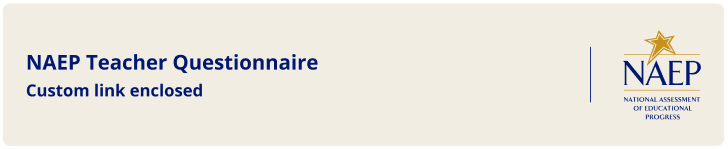 NAEP Teacher Questionnaire
Custom link enclosed
NAEP
NATIONAL ASSESSMENT
OF EDUCATIONAL
PROGRESS